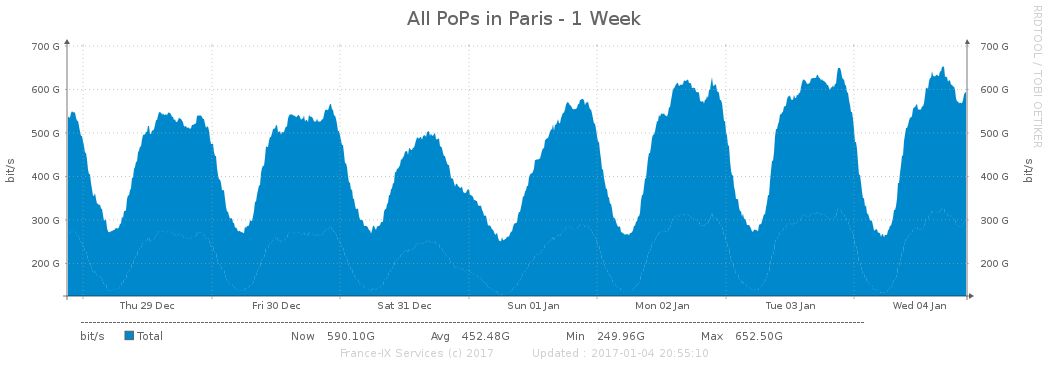 All PoPs in Paris - 1 Week
RRDTOOL / TOBI OETIKER
700 G 700 G
600 G 600 G
500 G 500 G
400 G 400 G
300 G 300 G
200 G 200 G
bit/s bit/s
Thu 29 Dec Fri 30 Dec Sat 31 Dec Sun 01 Jan Mon 02 Jan Tue 03 Jan Wed 04 Jan
bit/s Total Now 590.10G Avg 452.48G Min 249.96G Max 652.50G
France-IX Services (c) 2017 Updated : 2017-01-04 20:55:10